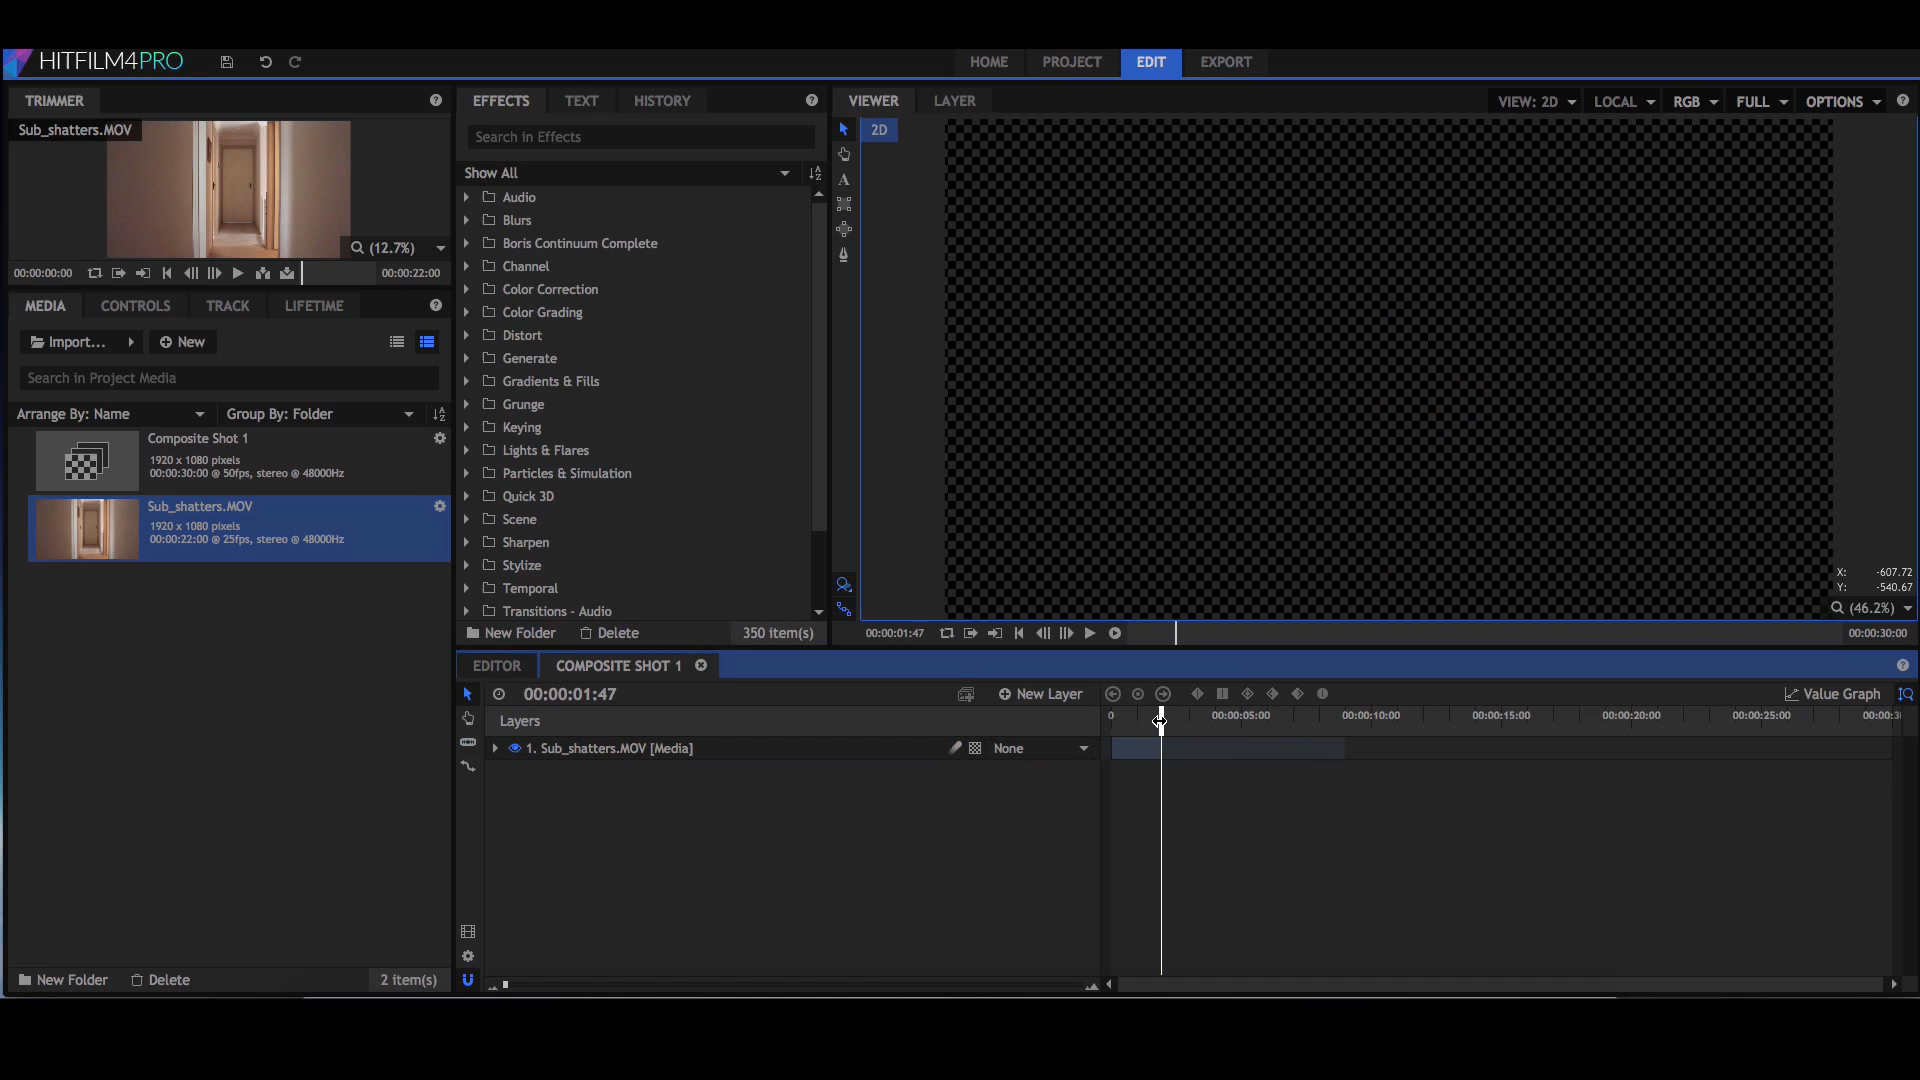 HITFILM4PRO
HOME PROJECT EDIT EXPORT
TRIMMER
Sub_shatters.MOV
(12.7%)
00:00:00:00 00:00:22:00
MEDIA CONTROLS TRACK LIFETIME
Import... New
Search in Project Media
Arrange By: Name Group By: Folder
Composite Shot 1
1920 x 1080 pixels
00:00:30:00 @ 50fps, stereo @ 48000Hz
Sub_shatters.MOV
1920 x 1080 pixels
00:00:22:00 @ 25fps, stereo @ 48000Hz
New Folder Delete 2 item(s)
EFFECTS TEXT HISTORY
Search in Effects
Show All
Audio
Blurs
Boris Continuum Complete
Channel
Color Correction
Color Grading
Distort
Generate
Gradients & Fills
Grunge
Keying
Lights & Flares
Particles & Simulation
Quick 3D
Scene
Sharpen
Stylize
Temporal
Transitions - Audio
New Folder Delete 350 item(s)
VIEWER LAYER VIEW: 2D LOCAL RGB FULL OPTIONS
2D
A
X: -607.72
Y: -540.67
(46.2%)
00:00:01:47 00:00:30:00
EDITOR COMPOSITE SHOT 1
00:00:01:47 New Layer Value Graph
Layers 0 00:00:05:00 00:00:10:00 00:00:15:00 00:00:20:00 00:00:25:00
1. Sub_shatters.MOV [Media] None